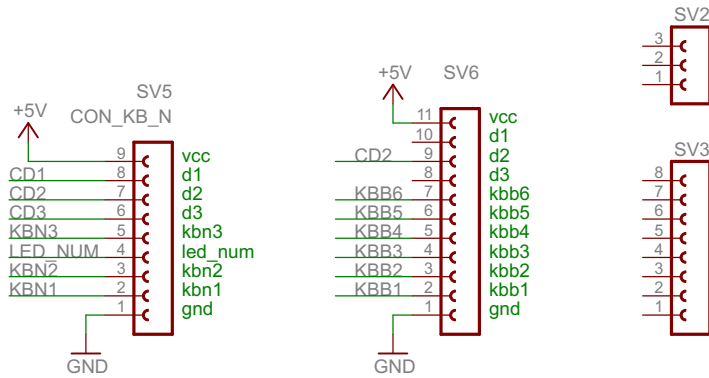 SV5
CON_KB_N
+5V
9 vcc
CD1 8 d1
CD2 7 d2
CD3 6 d3
KBN3 5 kbn3
LED_NUM 4 led_num
KBN2 3 kbn2
KBN1 2 kbn1
1 gnd
GND
SV6
+5V
11 vcc
10 d1
CD2 9 d2
8 d3
KBB6 7 kbb6
KBB5 6 kbb5
KBB4 5 kbb4
KBB3 4 kbb3
KBB2 3 kbb2
KBB1 2 kbb1
1 gnd
GND
SV2
3
2
1
SV3
8
7
6
5
4
3
2
1